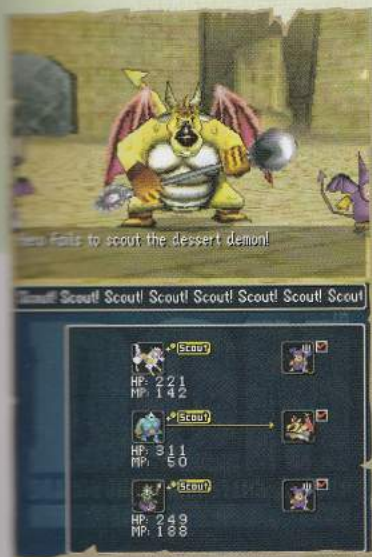 fails to scout the dessert demon!
Scout! Scout! Scout! Scout! Scout! Scout! Scout
Scout
HP: 221
MP: 142
Scout
HP: 311
MP: 50
Scout
HP: 249
MP: 188